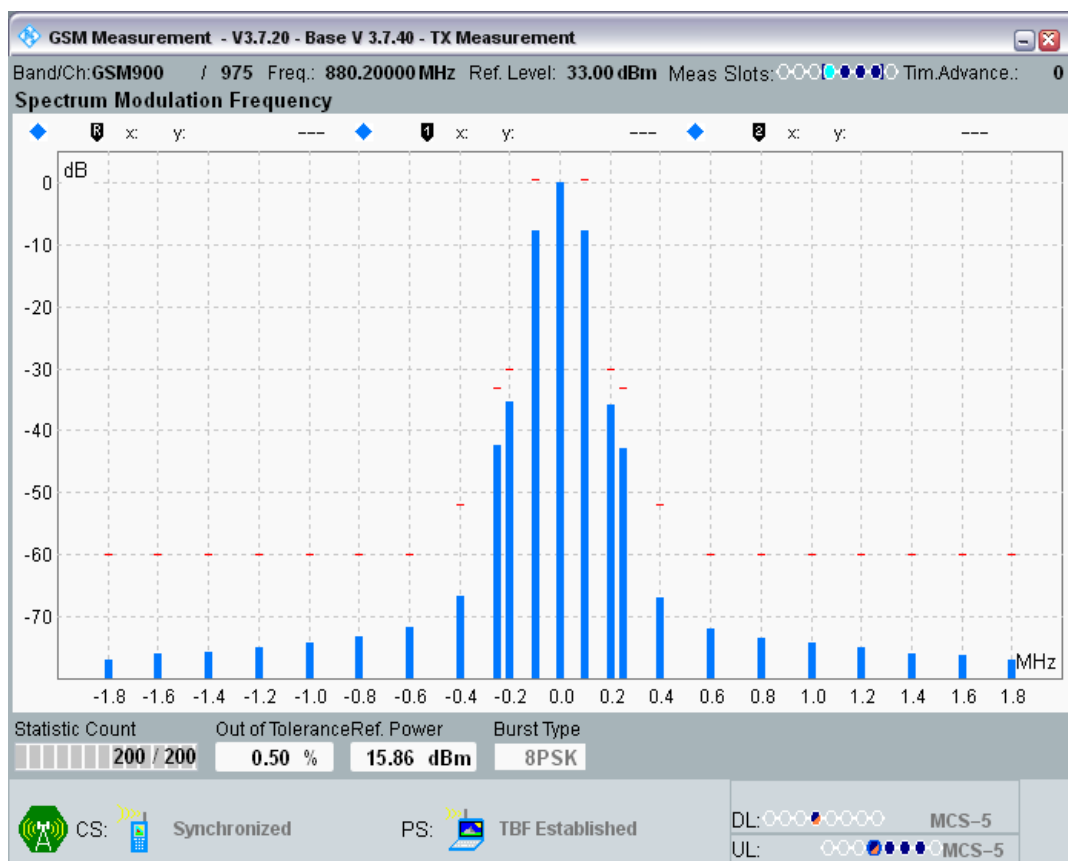 GSM Measurement - V3.7.20 - Base V 3.7.40 - TX Measurement
Band/Ch:GSM900 / 975 Freq.: 880.20000 MHz Ref. Level: 33.00 dBm Meas Slots: Tim.Advance.: 0
Spectrum Modulation Frequency
R x: y: --- 1 x: y: --- 2 x: y: ---
dB
0
-10
-20
-30
-40
-50
-60
-70
MHz
-1.8 -1.6 -1.4 -1.2 -1.0 -0.8 -0.6 -0.4 -0.2 0.0 0.2 0.4 0.6 0.8 1.0 1.2 1.4 1.6 1.8
Statistic Count Out of Tolerance Ref. Power Burst Type
200 / 200 0.50 % 15.86 dBm 8PSK
CS: Synchronized PS: TBF Established
DL: MCS-5
UL: MCS-5